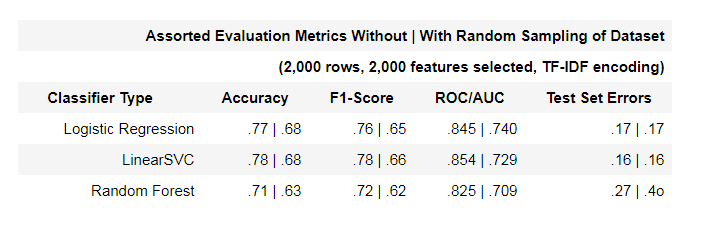 Assorted Evaluation Metrics Without | With Random Sampling of Dataset
(2,000 rows, 2,000 features selected, TF-IDF encoding)
Classifier Type Accuracy F1-Score ROC/AUC Test Set Errors
Logistic Regression .77 | .68 .76 | .65 .845 | .740 .17 | .17
LinearSVC .78 | .68 .78 | .66 .854 | .729 .16 | .16
Random Forest .71 | .63 .72 | .62 .825 | .709 .27 | .4o